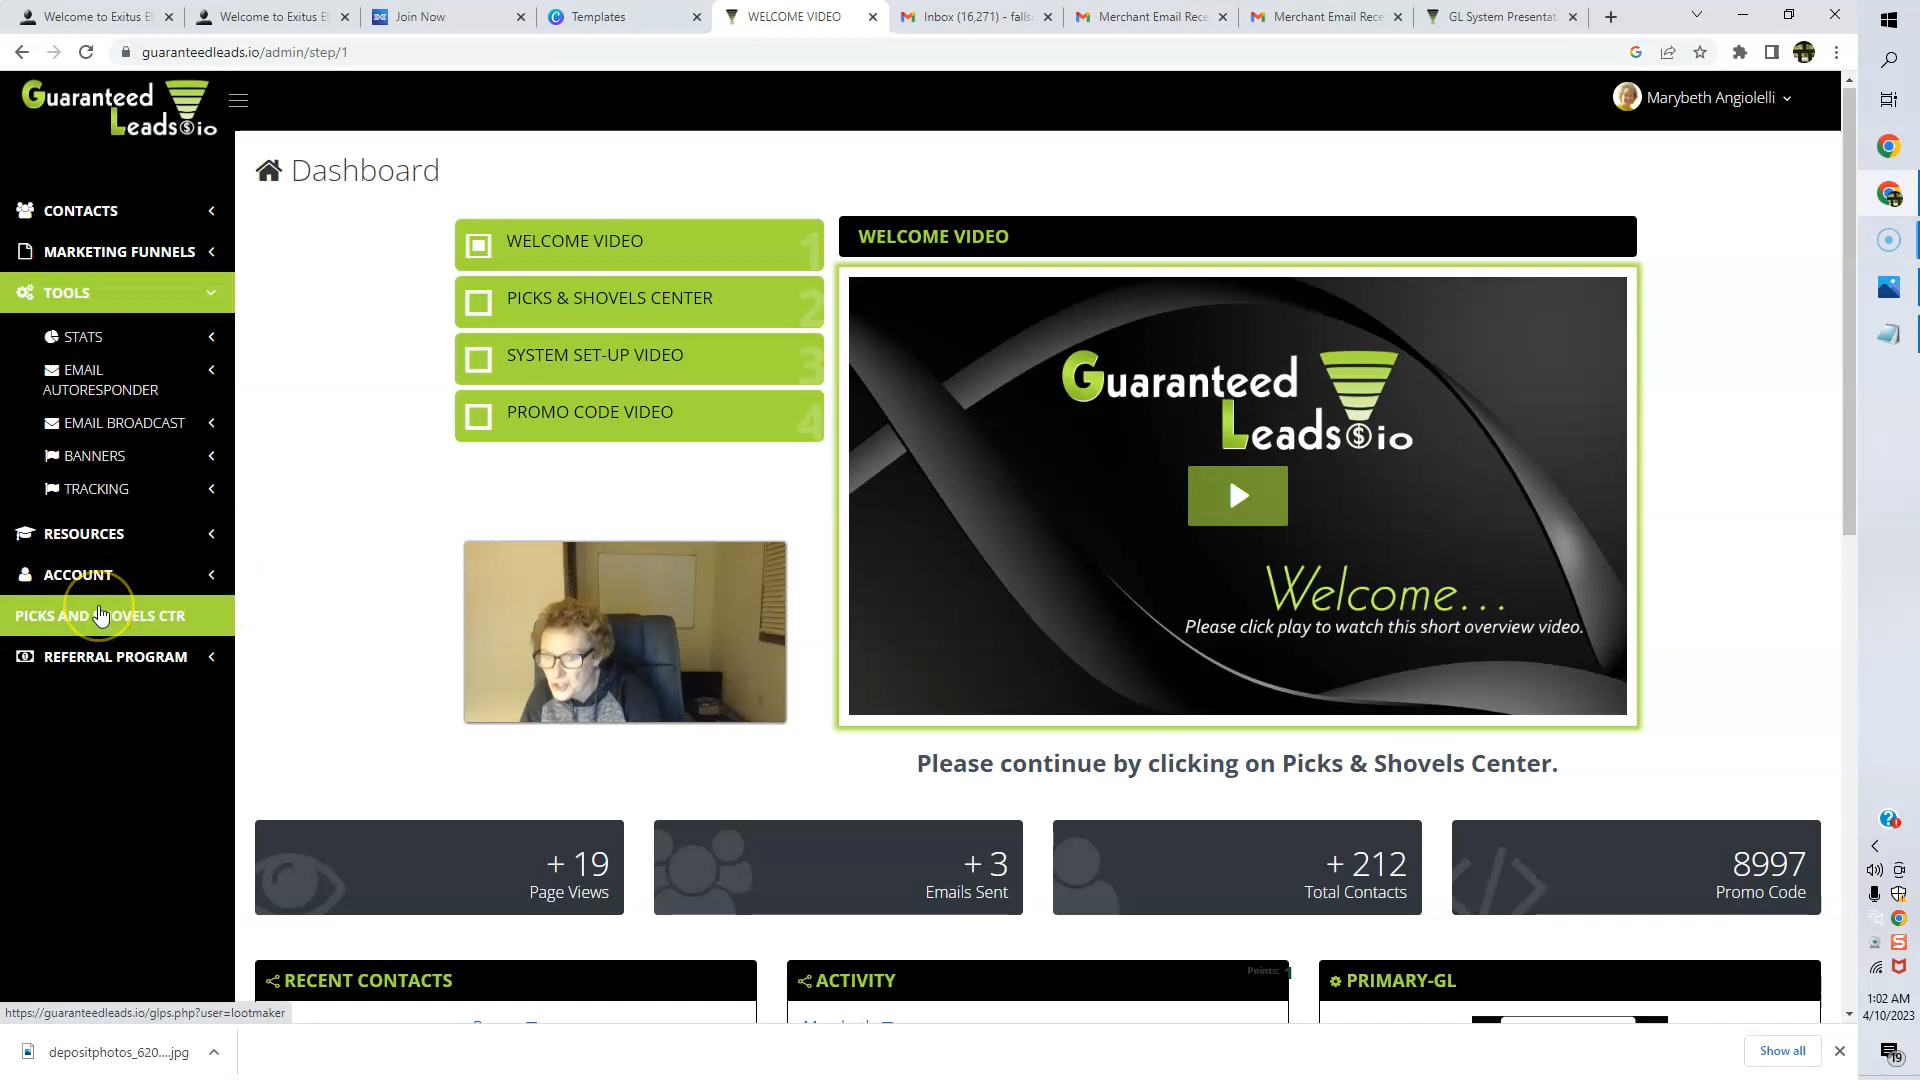 Welcome to Exitus El
Welcome to Exitus El
Join Now
Templates
WELCOME VIDEO
Inbox (16,271) - falls
Merchant Email Rece
Merchant Email Rece
GL System Presentat
guaranteedleads.io/admin/step/1
Guaranteed
Leads.io
Marybeth Angiolelli
Dashboard
CONTACTS
MARKETING FUNNELS
TOOLS
STATS
EMAIL
AUTORESPONDER
EMAIL BROADCAST
BANNERS
TRACKING
RESOURCES
ACCOUNT
PICKS AND SHOVELS CTR
REFERRAL PROGRAM
WELCOME VIDEO 1
PICKS & SHOVELS CENTER 2
SYSTEM SET-UP VIDEO 3
PROMO CODE VIDEO 4
WELCOME VIDEO
Guaranteed
Leads.io
Welcome...
Please click play to watch this short overview video.
Please continue by clicking on Picks & Shovels Center.
+ 19
Page Views
+ 3
Emails Sent
+ 212
Total Contacts
8997
Promo Code
RECENT CONTACTS
ACTIVITY
Points:
PRIMARY-GL
https://guaranteedleads.io/glps.php?user=lootmaker
depositphotos_620....jpg
Show all
1:02 AM
4/10/2023
19